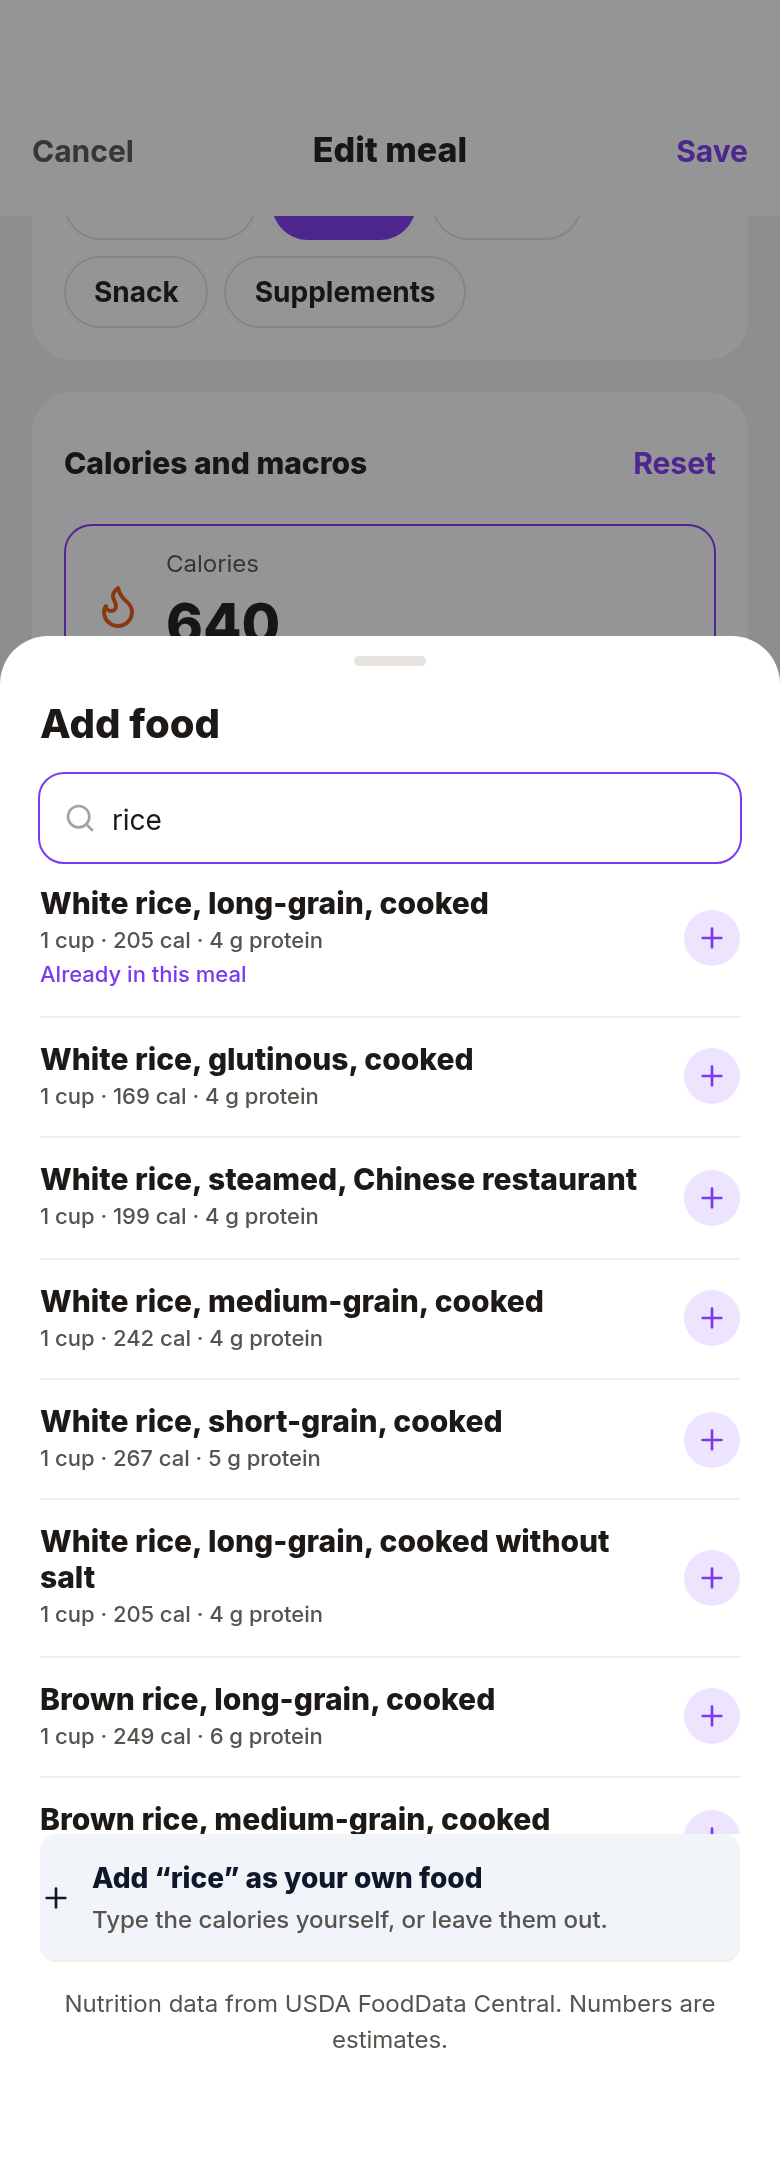 Cancel
Edit meal
Save
Snack
Supplements
Calories and macros
Reset
Calories
640
Add food
rice
White rice, long-grain, cooked
1 cup · 205 cal · 4 g protein
Already in this meal
White rice, glutinous, cooked
1 cup · 169 cal · 4 g protein
White rice, steamed, Chinese restaurant
1 cup · 199 cal · 4 g protein
White rice, medium-grain, cooked
1 cup · 242 cal · 4 g protein
White rice, short-grain, cooked
1 cup · 267 cal · 5 g protein
White rice, long-grain, cooked without
salt
1 cup · 205 cal · 4 g protein
Brown rice, long-grain, cooked
1 cup · 249 cal · 6 g protein
Brown rice, medium-grain, cooked
Add “rice” as your own food
Type the calories yourself, or leave them out.
Nutrition data from USDA FoodData Central. Numbers are
estimates.